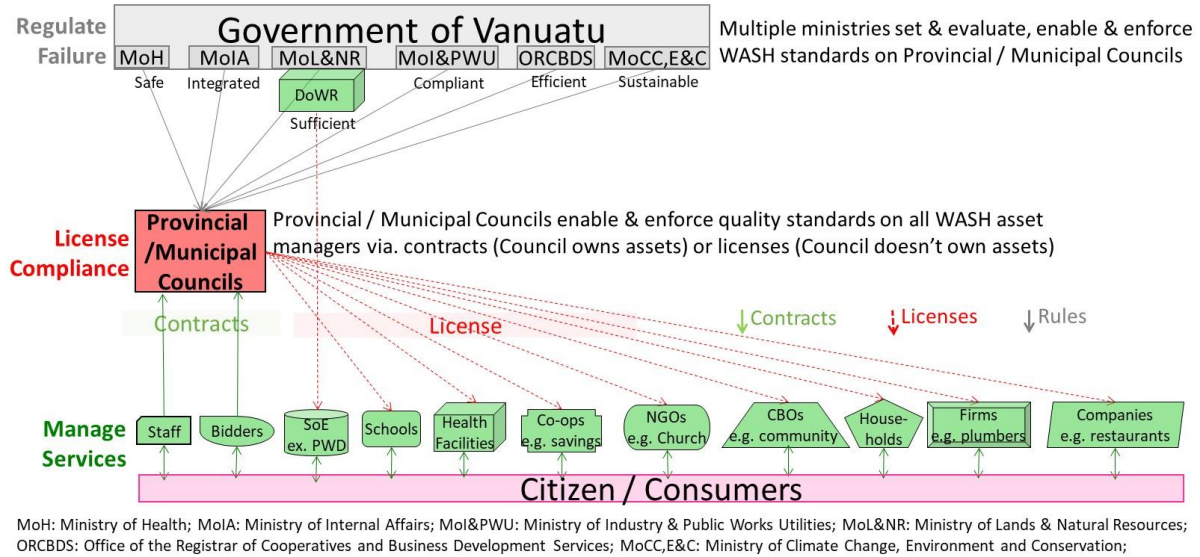 Regulate
Failure
Government of Vanuatu
MoH
MoIA
MoL&NR
MoI&PWU
ORCBDS
MoCC,E&C
Multiple ministries set & evaluate, enable & enforce
WASH standards on Provincial / Municipal Councils
Safe
Integrated
DoWR
Sufficient
Compliant
Efficient
Sustainable
License
Compliance
Provincial
/Municipal
Councils
Provincial / Municipal Councils enable & enforce quality standards on all WASH asset
managers via. contracts (Council owns assets) or licenses (Council doesn't own assets)
Contracts
License
Contracts
Licenses
Rules
Manage
Services
Staff
Bidders
SoE
ex. PWD
Schools
Health
Facilities
Co-ops
e.g. savings
NGOs
e.g. Church
CBOs
e.g. community
House-
holds
Firms
e.g. plumbers
Companies
e.g. restaurants
Citizen / Consumers
MoH: Ministry of Health; MoIA: Ministry of Internal Affairs; MoI&PWU: Ministry of Industry & Public Works Utilities; MoL&NR: Ministry of Lands & Natural Resources;
ORCBDS: Office of the Registrar of Cooperatives and Business Development Services; MoCC,E&C: Ministry of Climate Change, Environment and Conservation;